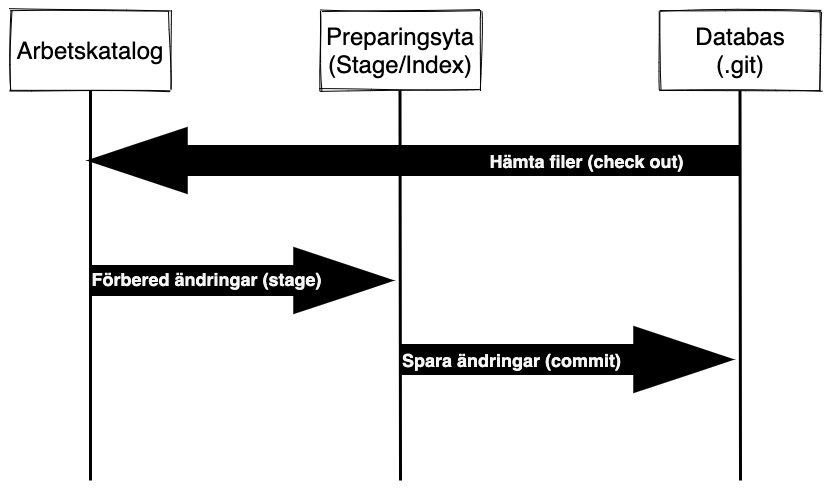 Arbetskatalog
Preparingsyta
(Stage/Index)
Databas
(.git)
Hämta filer (check out)
Förbered ändringar (stage)
Spara ändringar (commit)